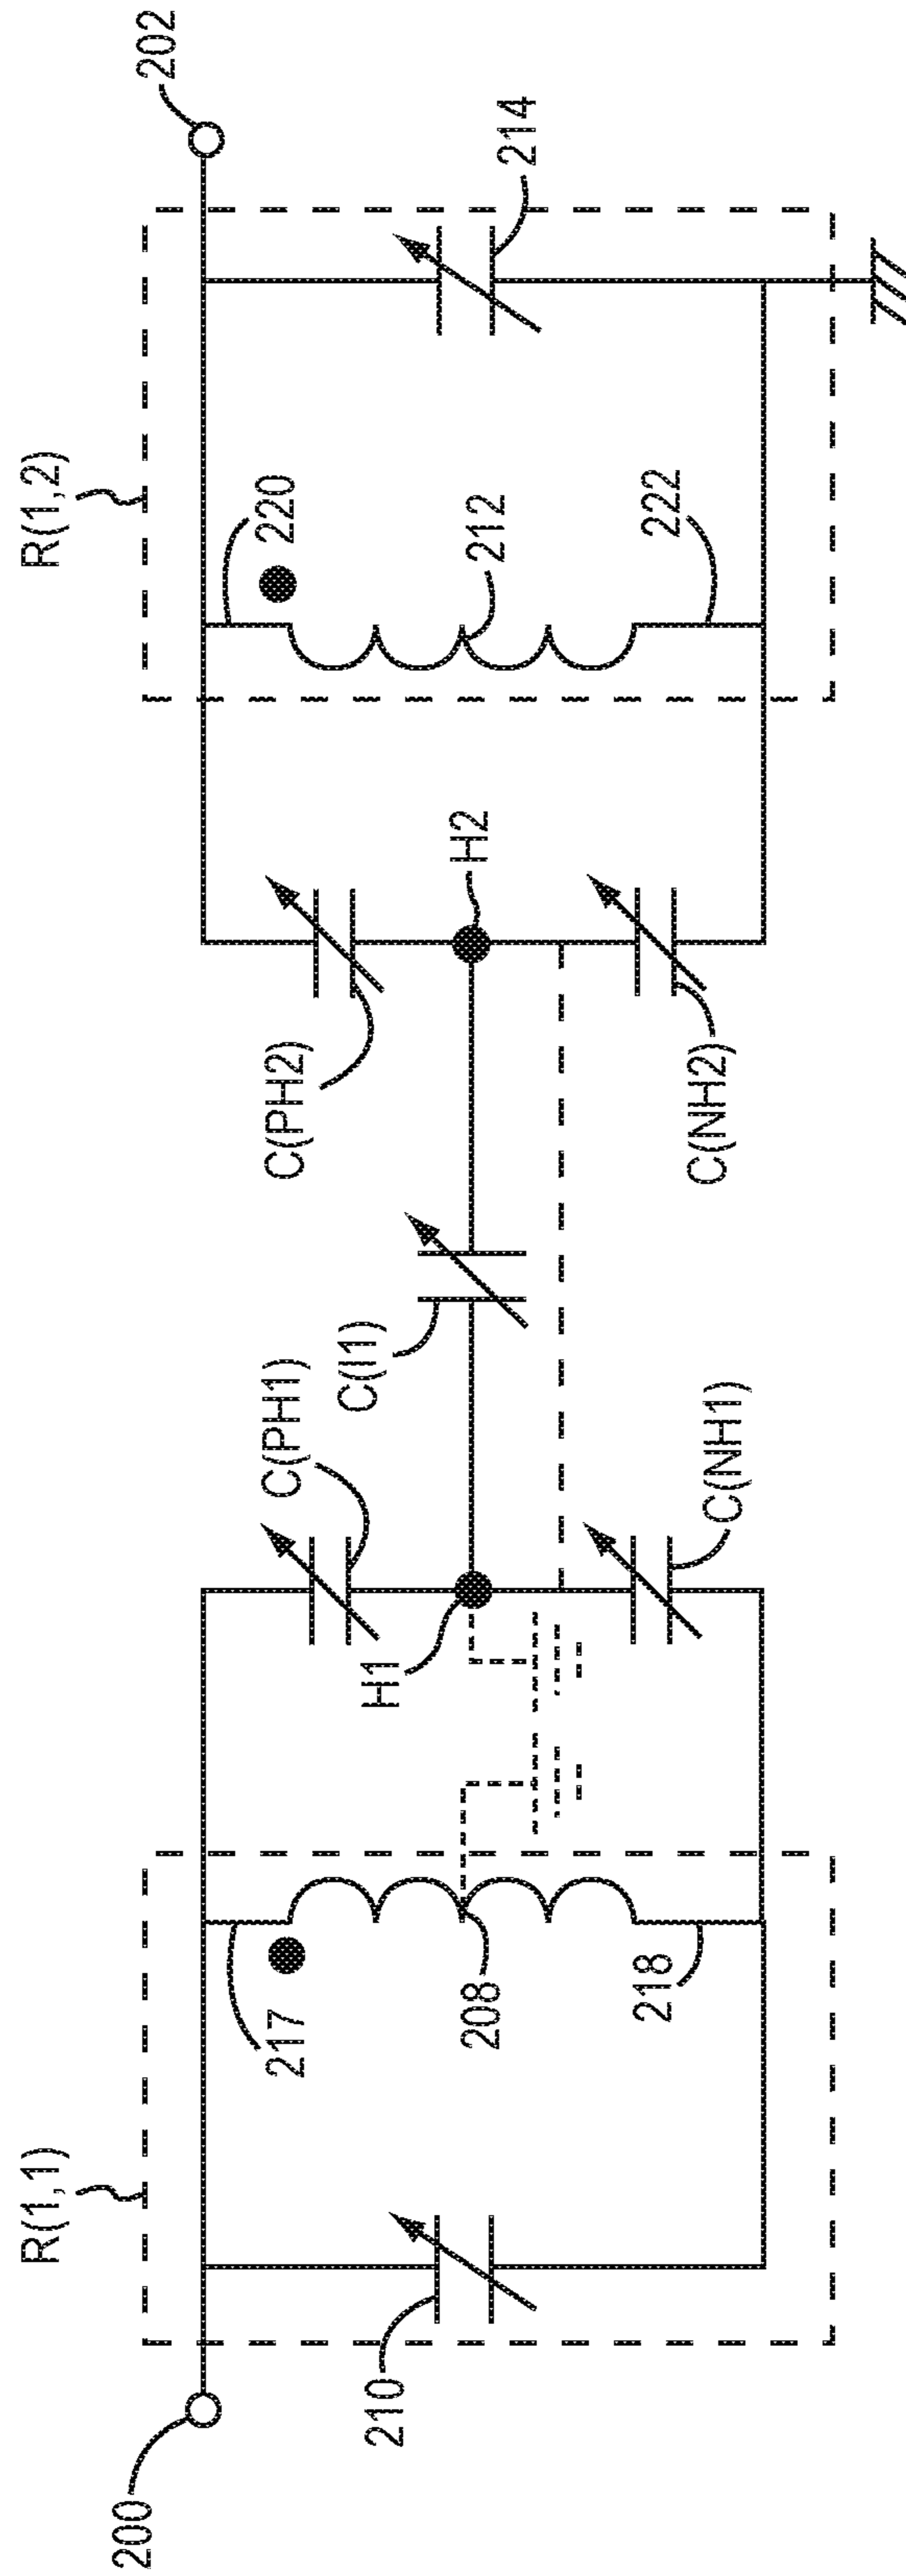 R(1,1)
R(1,2)
200
202
217
220
C(PH1)
C(PH2)
C(I1)
H1
H2
210
208
212
214
218
222
C(NH1)
C(NH2)